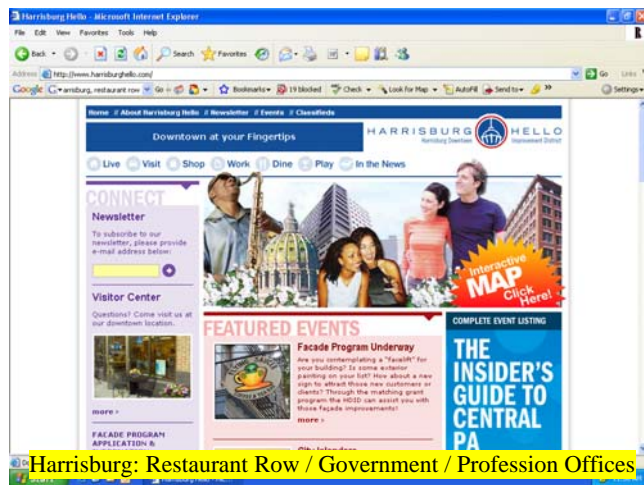 Harrisburg Hello - Microsoft Internet Explorer
File Edit View Favorites Tools Help
Back Search Favorites
Address http://www.harrisburghello.com/ Go Links
Google Go Bookmarks 19 blocked Check Look for Map AutoFill Send to Settings
Home // About Harrisburg Hello // Newsletter // Events // Classifieds
Downtown at your Fingertips
HARRISBURG HELLO
Harrisburg Downtown Improvement District
Live Visit Shop Work Dine Play In the News
CONNECT
Newsletter
To subscribe to our
newsletter, please provide
e-mail address below:
Visitor Center
Questions? Come visit us at
our downtown location.
more >
FACADE PROGRAM
APPLICATION &
Interactive
MAP
Click
Here!
FEATURED EVENTS
Facade Program Underway
Are you contemplating a "facelift" for
your building? Is some exterior
painting on your list? How about a new
sign to attract those new customers or
clients? Through the matching grant
program the HDID can assist you with
those façade improvements!
more >
City Islanders
COMPLETE EVENT LISTING
THE
INSIDER'S
GUIDE TO
CENTRAL
PA
Harrisburg: Restaurant Row / Government / Profession Offices